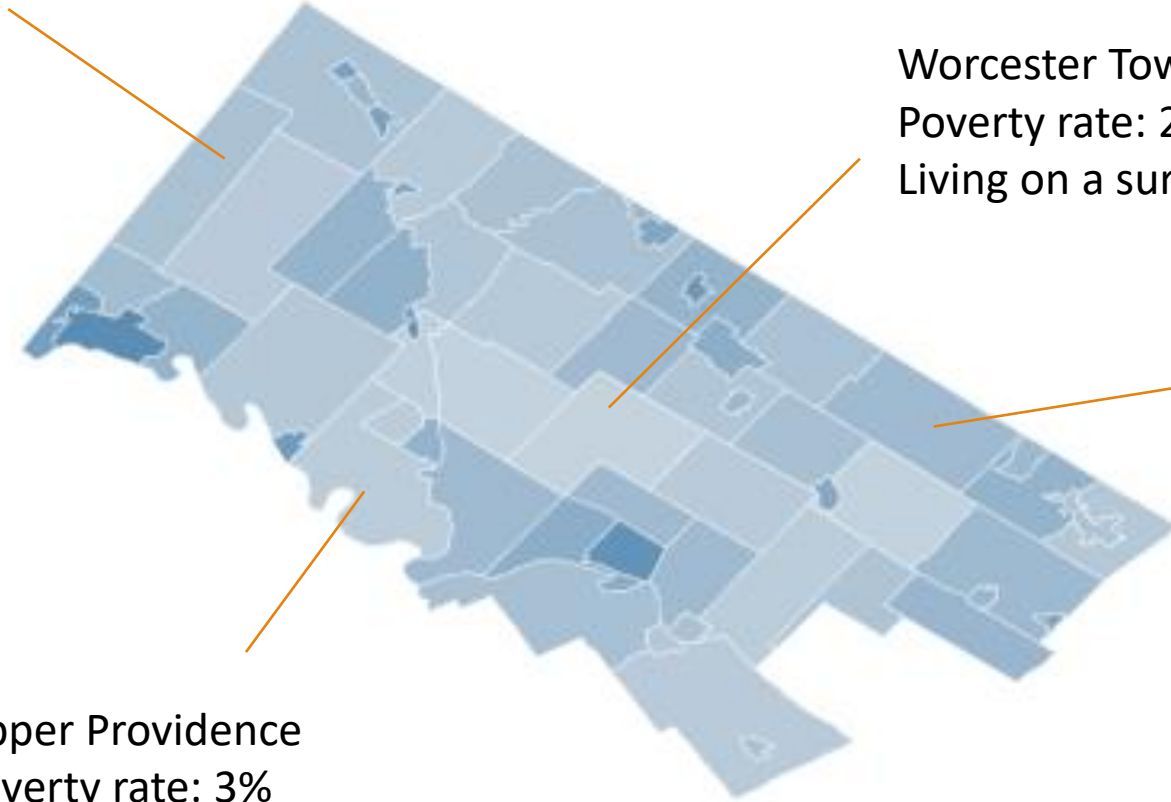 Worcester Tow
Poverty rate: 2
Living on a sur
pper Providence
verty rate: 3%